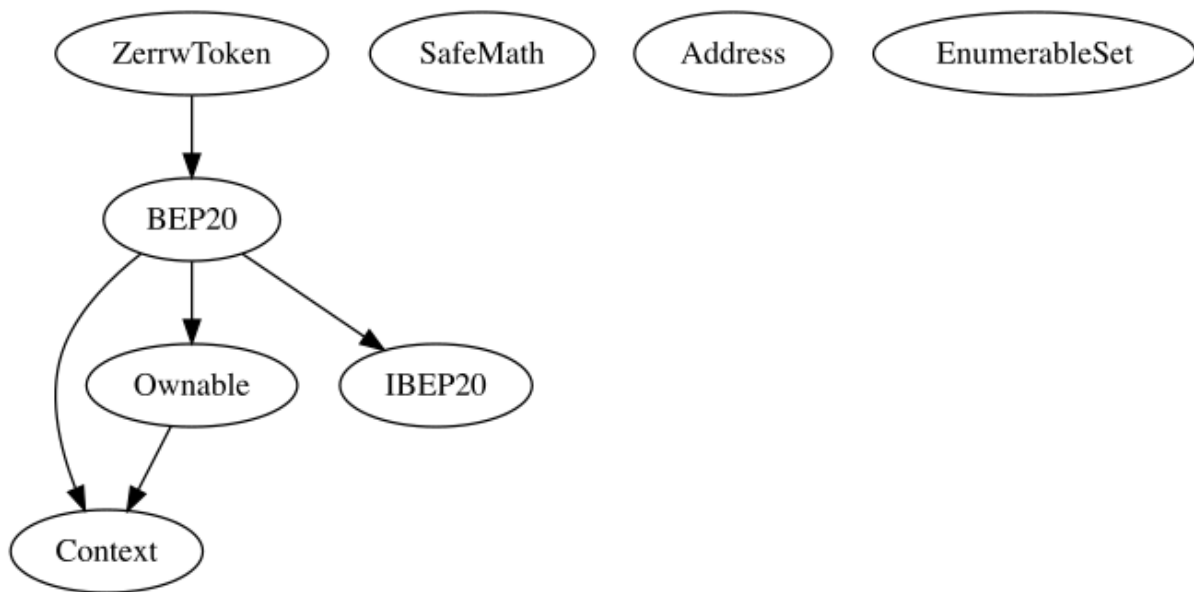 ZerrwToken
SafeMath
Address
EnumerableSet
BEP20
Ownable
IBEP20
Context